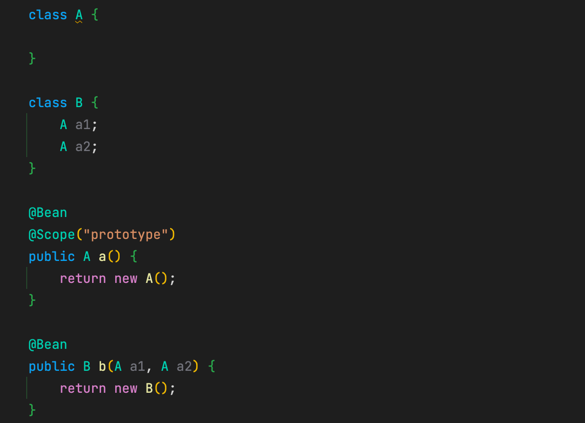 class A {
}
class B {
A a1;
A a2;
}
@Bean
@Scope("prototype")
public A a() {
return new A();
}
@Bean
public B b(A a1, A a2) {
return new B();
}